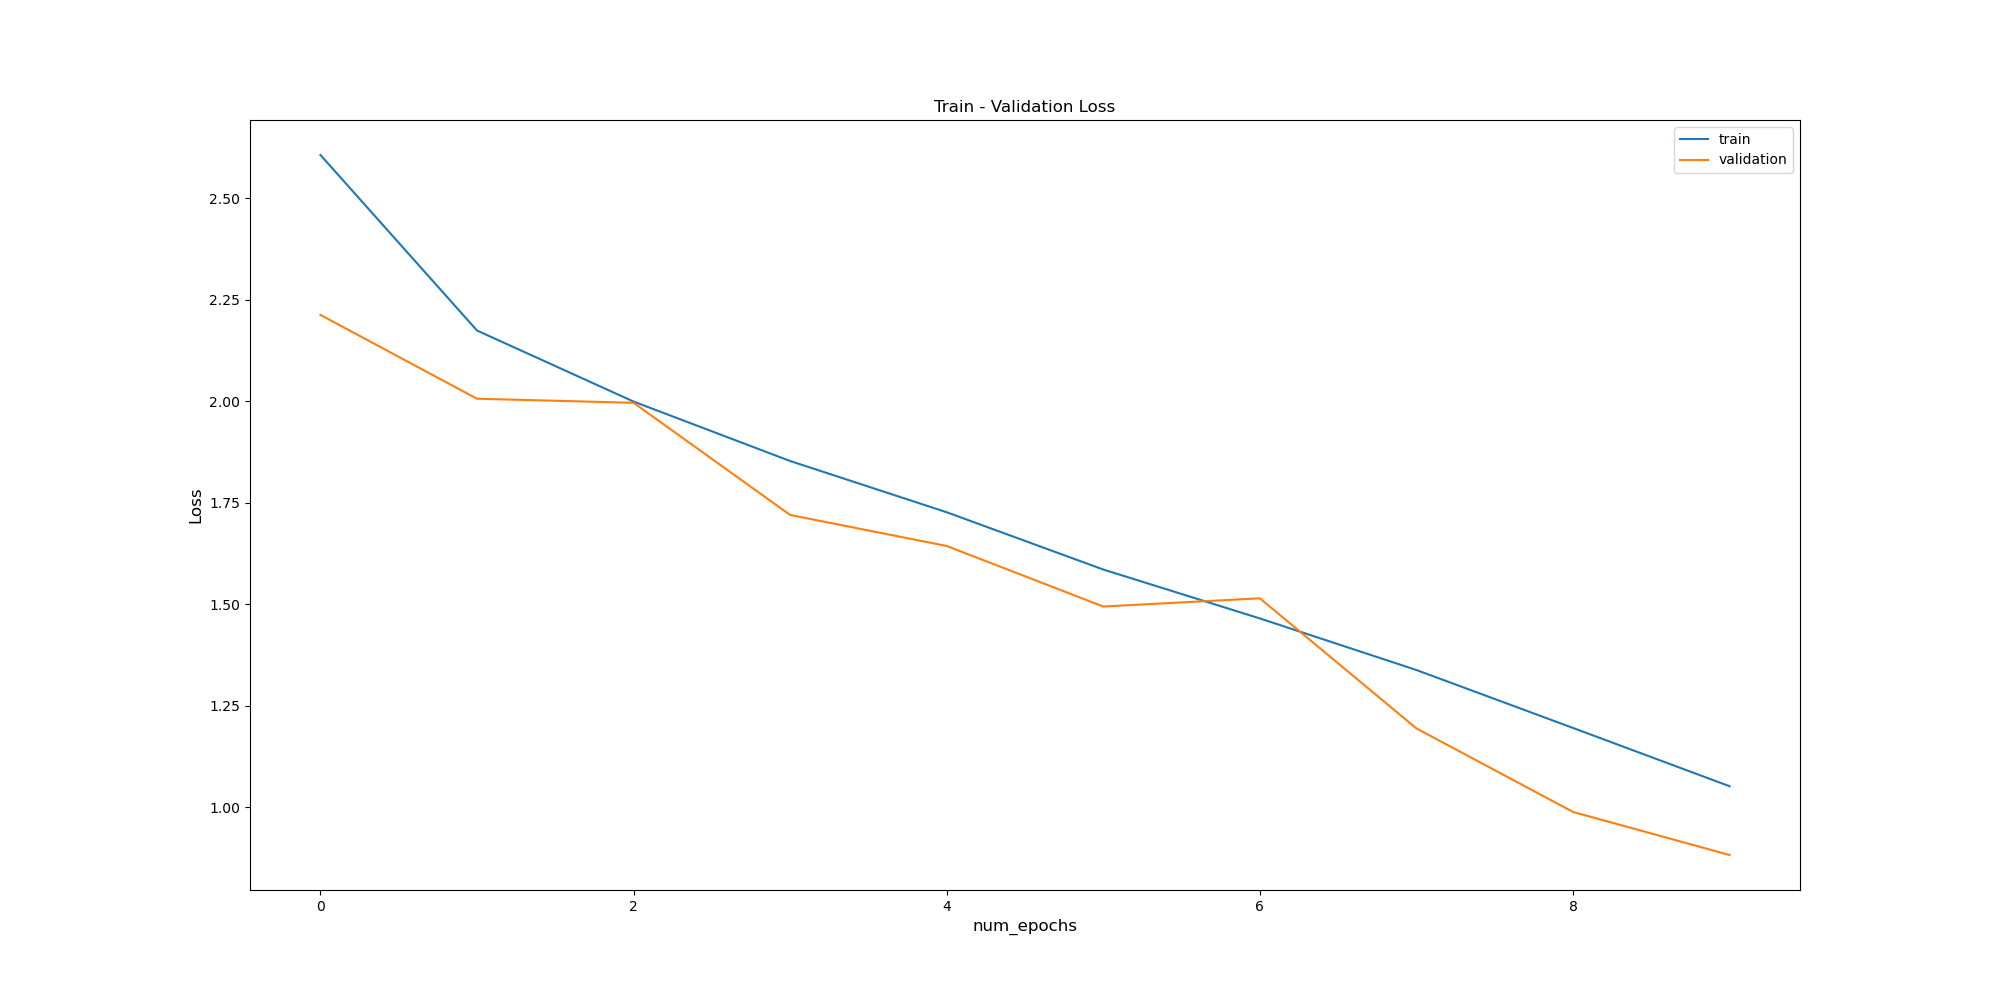 Train - Validation Loss
train
validation
Loss
2.50
2.25
2.00
1.75
1.50
1.25
1.00
0 2 4 6 8
num_epochs